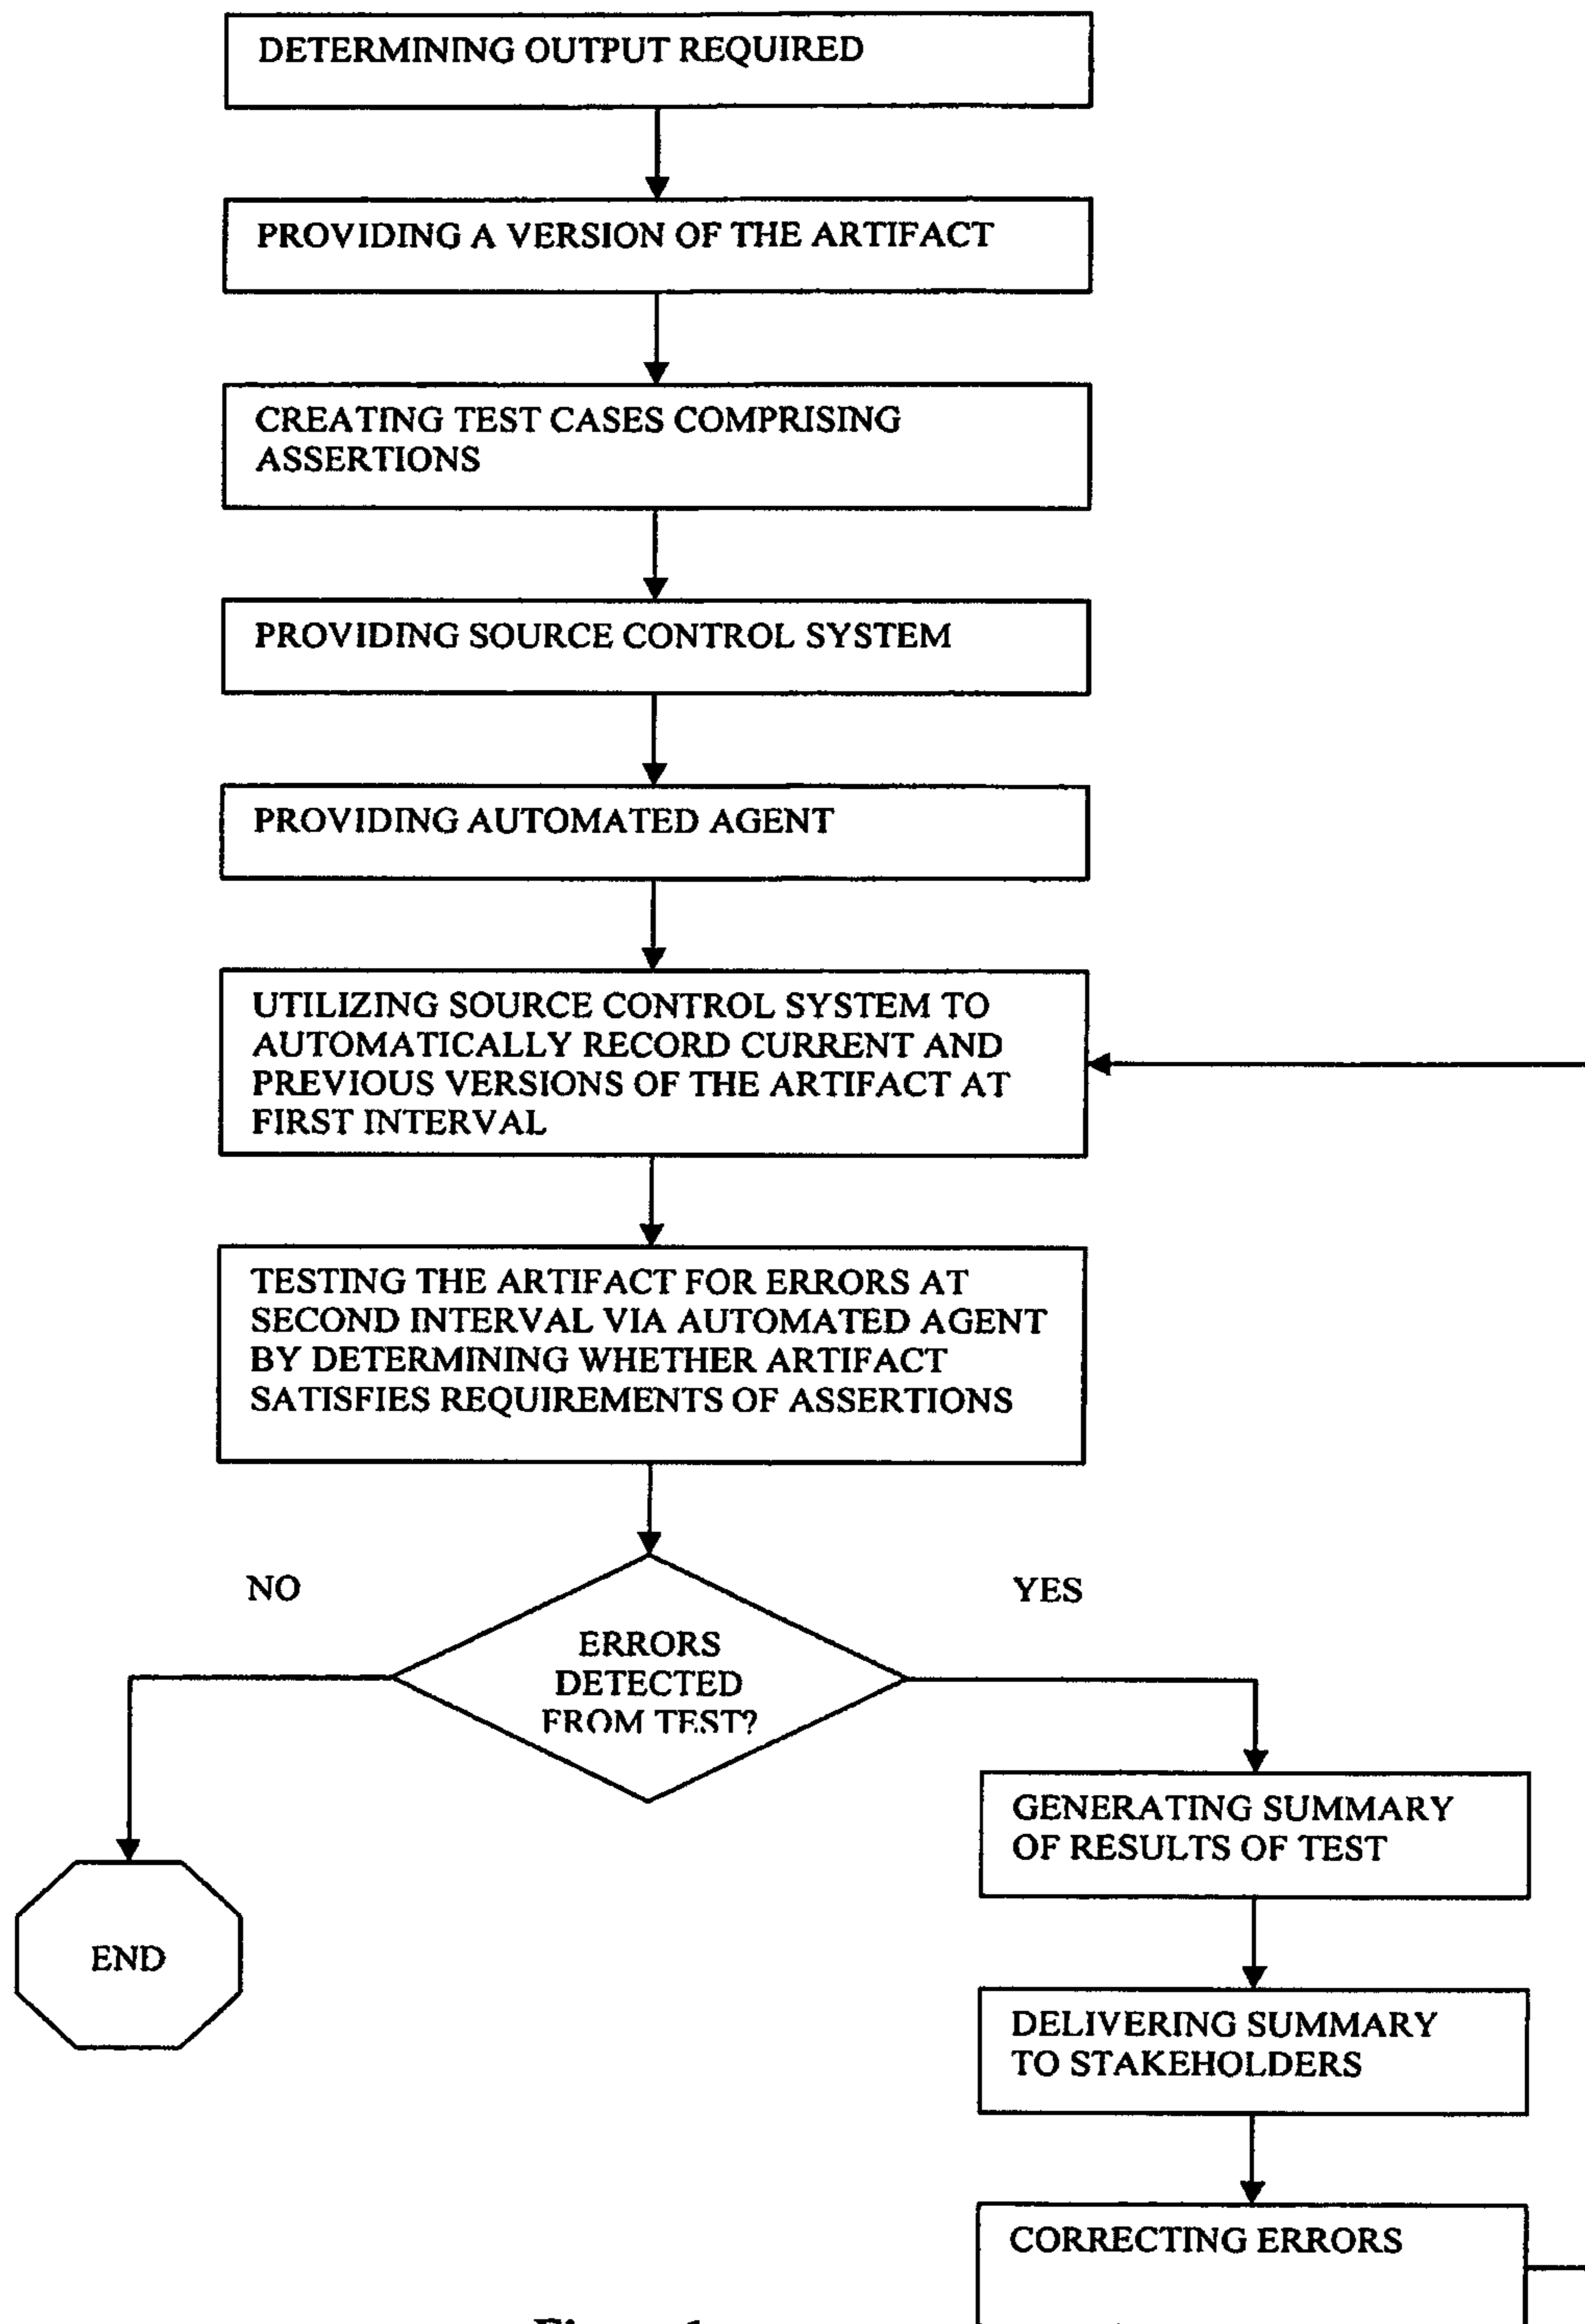 DETERMINING OUTPUT REQUIRED
PROVIDING A VERSION OF THE ARTIFACT
CREATING TEST CASES COMPRISING
ASSERTIONS
PROVIDING SOURCE CONTROL SYSTEM
PROVIDING AUTOMATED AGENT
UTILIZING SOURCE CONTROL SYSTEM TO
AUTOMATICALLY RECORD CURRENT AND
PREVIOUS VERSIONS OF THE ARTIFACT AT
FIRST INTERVAL
TESTING THE ARTIFACT FOR ERRORS AT
SECOND INTERVAL VIA AUTOMATED AGENT
BY DETERMINING WHETHER ARTIFACT
SATISFIES REQUIREMENTS OF ASSERTIONS
NO
YES
ERRORS
DETECTED
FROM TEST?
GENERATING SUMMARY
OF RESULTS OF TEST
END
DELIVERING SUMMARY
TO STAKEHOLDERS
CORRECTING ERRORS